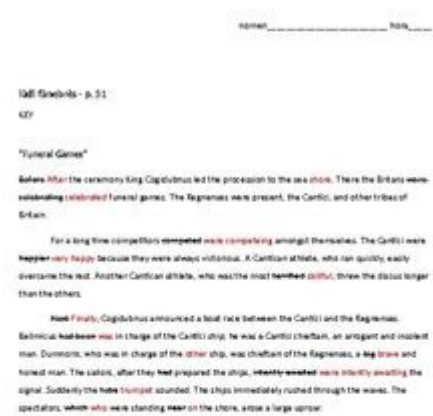 nomen________________ hora____
lūdī fūnebrēs - p. 51
KEY
"Funeral Games"
Before After the ceremony King Cogidubnus led the procession to the sea shore. There the Britans were
celebrating celebrated funeral games. The Regnenses were present, the Cantici, and other tribes of
Britain.
For a long time competitors competed were competing amongst themselves. The Cantici were
happier very happy because they were always victorious. A Cantican athlete, who ran quickly, easily
overcame the rest. Another Cantican athlete, who was the most terrified skillful, threw the discus longer
than the others.
Next Finally, Cogidubnus announced a boat race between the Cantici and the Regnenses.
Belimicus had been was in charge of the Cantici ship; he was a Cantici chieftain, an arrogant and insolent
man. Dumnorix, who was in charge of the other ship, was chieftain of the Regnenses, a big brave and
honest man. The sailors, after they had prepared the ships, intently awaited were intently awaiting the
signal. Suddenly the hate trumpet sounded. The ships immediately rushed through the waves. The
spectators, which who were standing near on the shore, arose a large uproar.